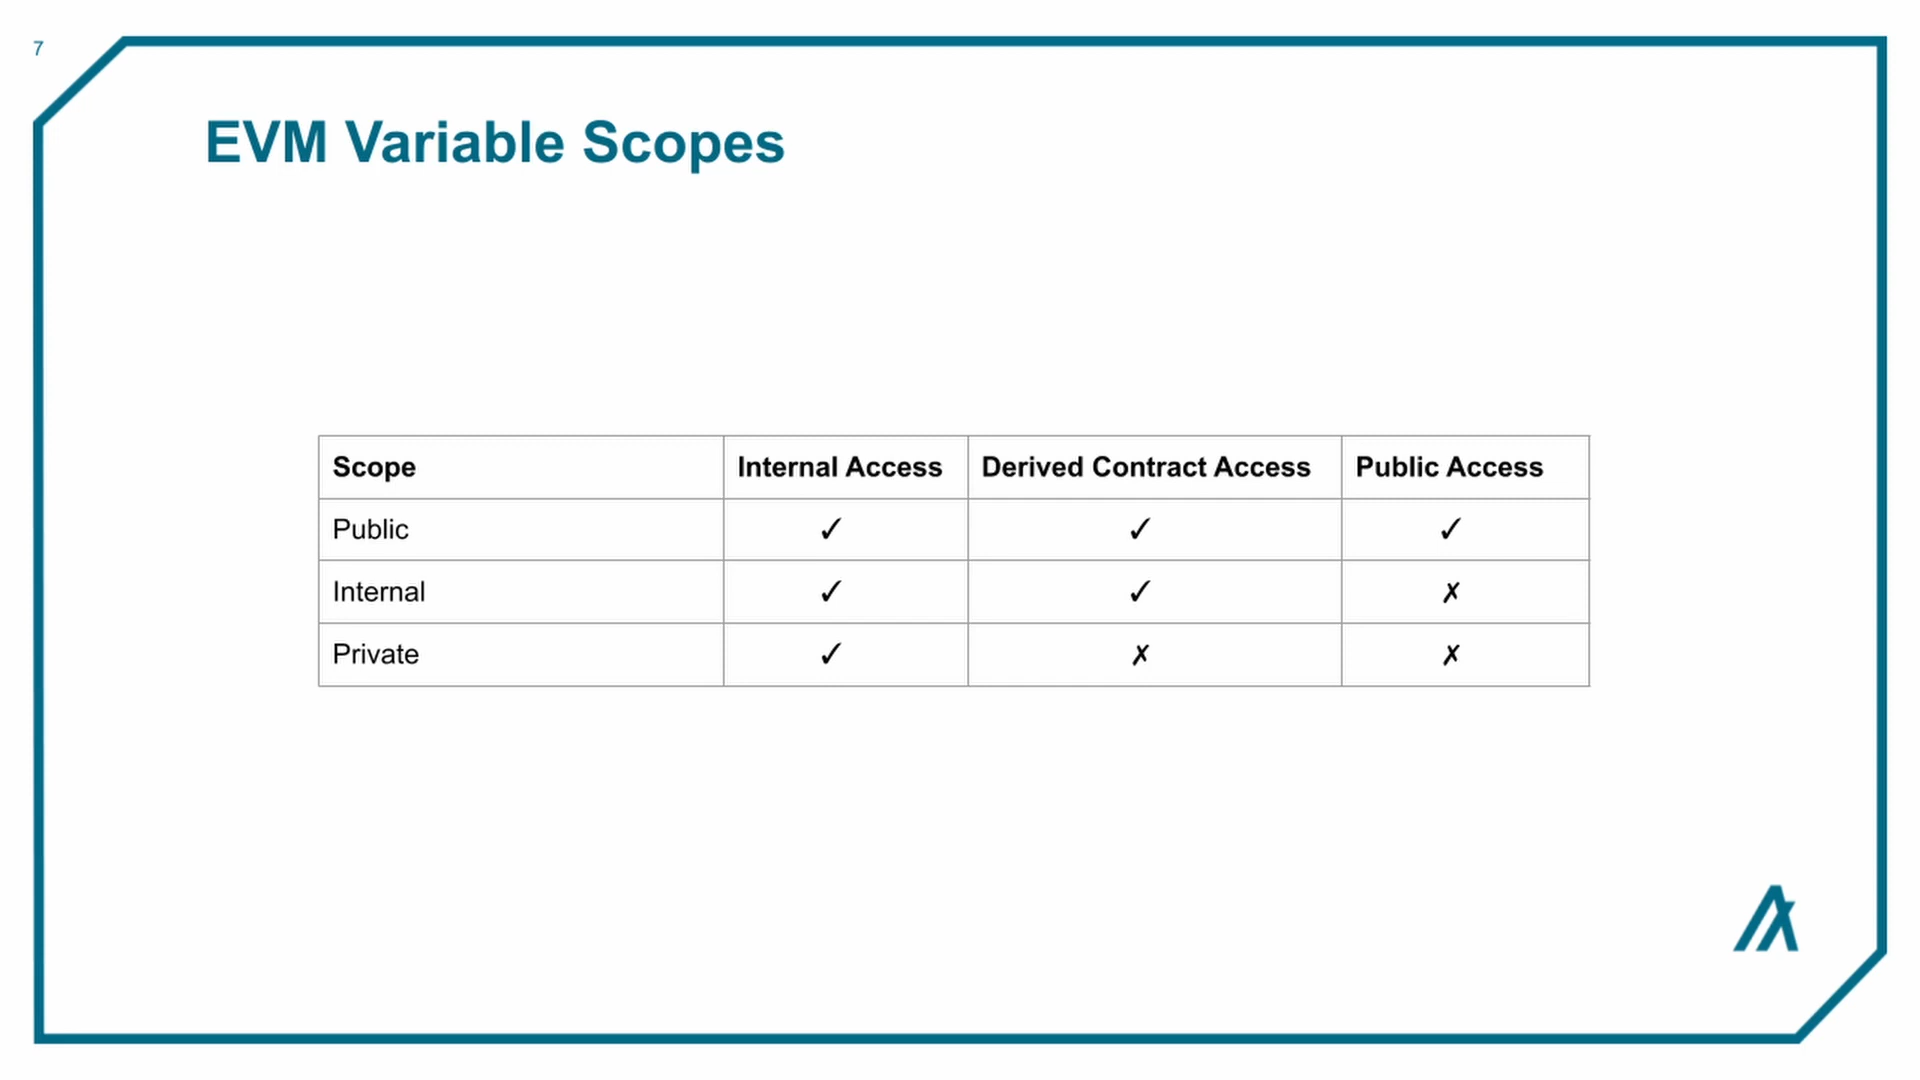 7
EVM Variable Scopes
Scope Internal Access Derived Contract Access Public Access
Public ✓ ✓ ✓
Internal ✓ ✓ ✗
Private ✓ ✗ ✗